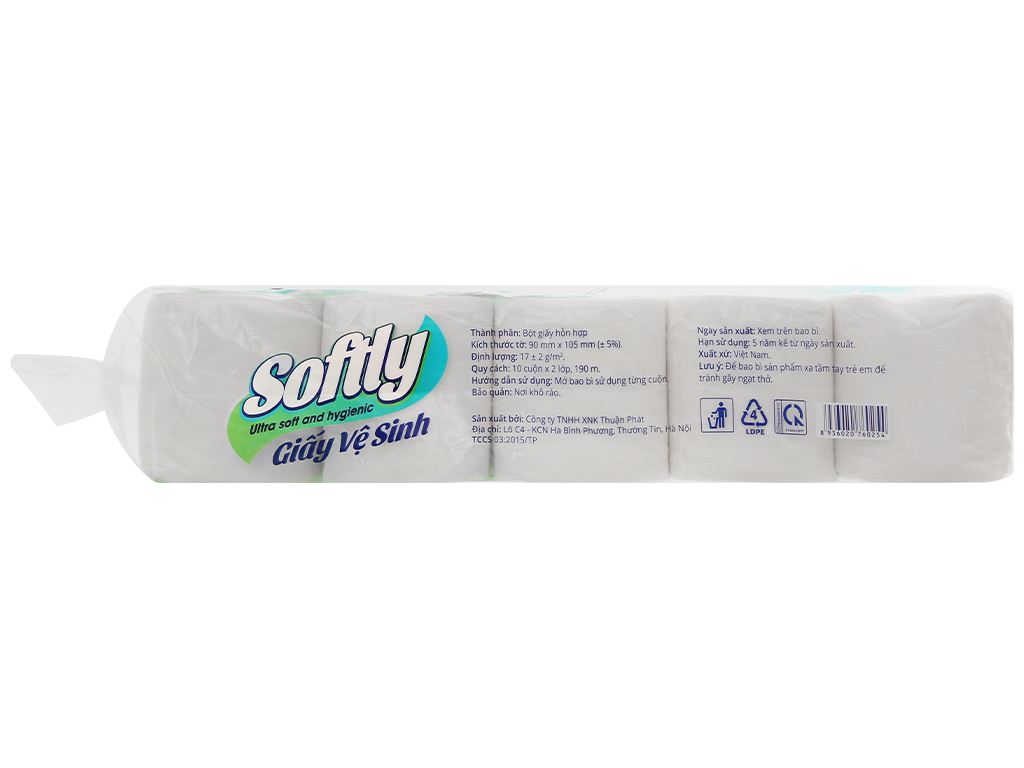 Softly
Ultra soft and hygienic
Giấy Vệ Sinh
Thành phần: Bột giấy hỗn hợp
Kích thước tờ: 90 mm x 105 mm (± 5%).
Định lượng: 17 ± 2 g/m².
Quy cách: 10 cuộn x 2 lớp, 190 m.
Hướng dẫn sử dụng: Mở bao bì sử dụng từng cuộn.
Bảo quản: Nơi khô ráo.
Sản xuất bởi: Công ty TNHH XNK Thuận Phát
Địa chỉ: Lô C4 - KCN Hà Bình Phương, Thường Tín, Hà Nội
TCCS 03:2015/TP
Ngày sản xuất: Xem trên bao bì.
Hạn sử dụng: 5 năm kể từ ngày sản xuất.
Xuất xứ: Việt Nam.
Lưu ý: Để bao bì sản phẩm xa tầm tay trẻ em để
tránh gây ngạt thở.
4
LDPE
8 936020 760254